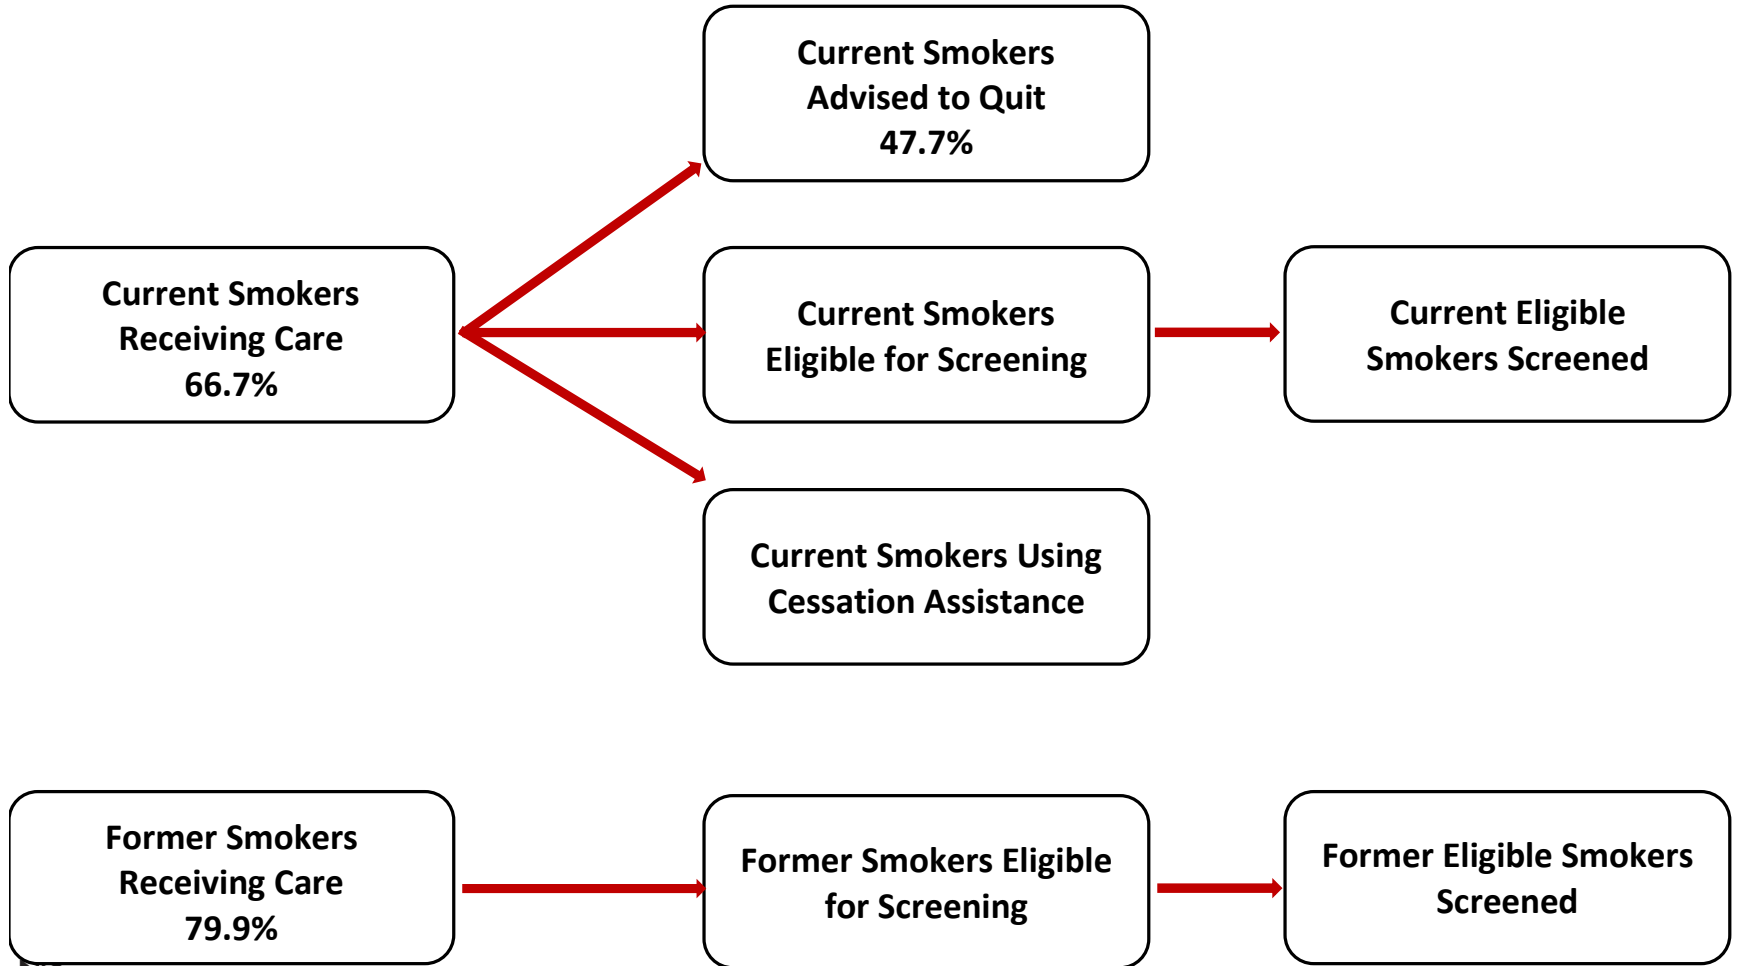 Current Smokers
Advised to Quit
47.7%
Current Smokers
Receiving Care
66.7%
Current Smokers
Eligible for Screening
Current Eligible
Smokers Screened
Current Smokers Using
Cessation Assistance
Former Smokers
Receiving Care
79.9%
Former Smokers Eligible
for Screening
Former Eligible Smokers
Screened